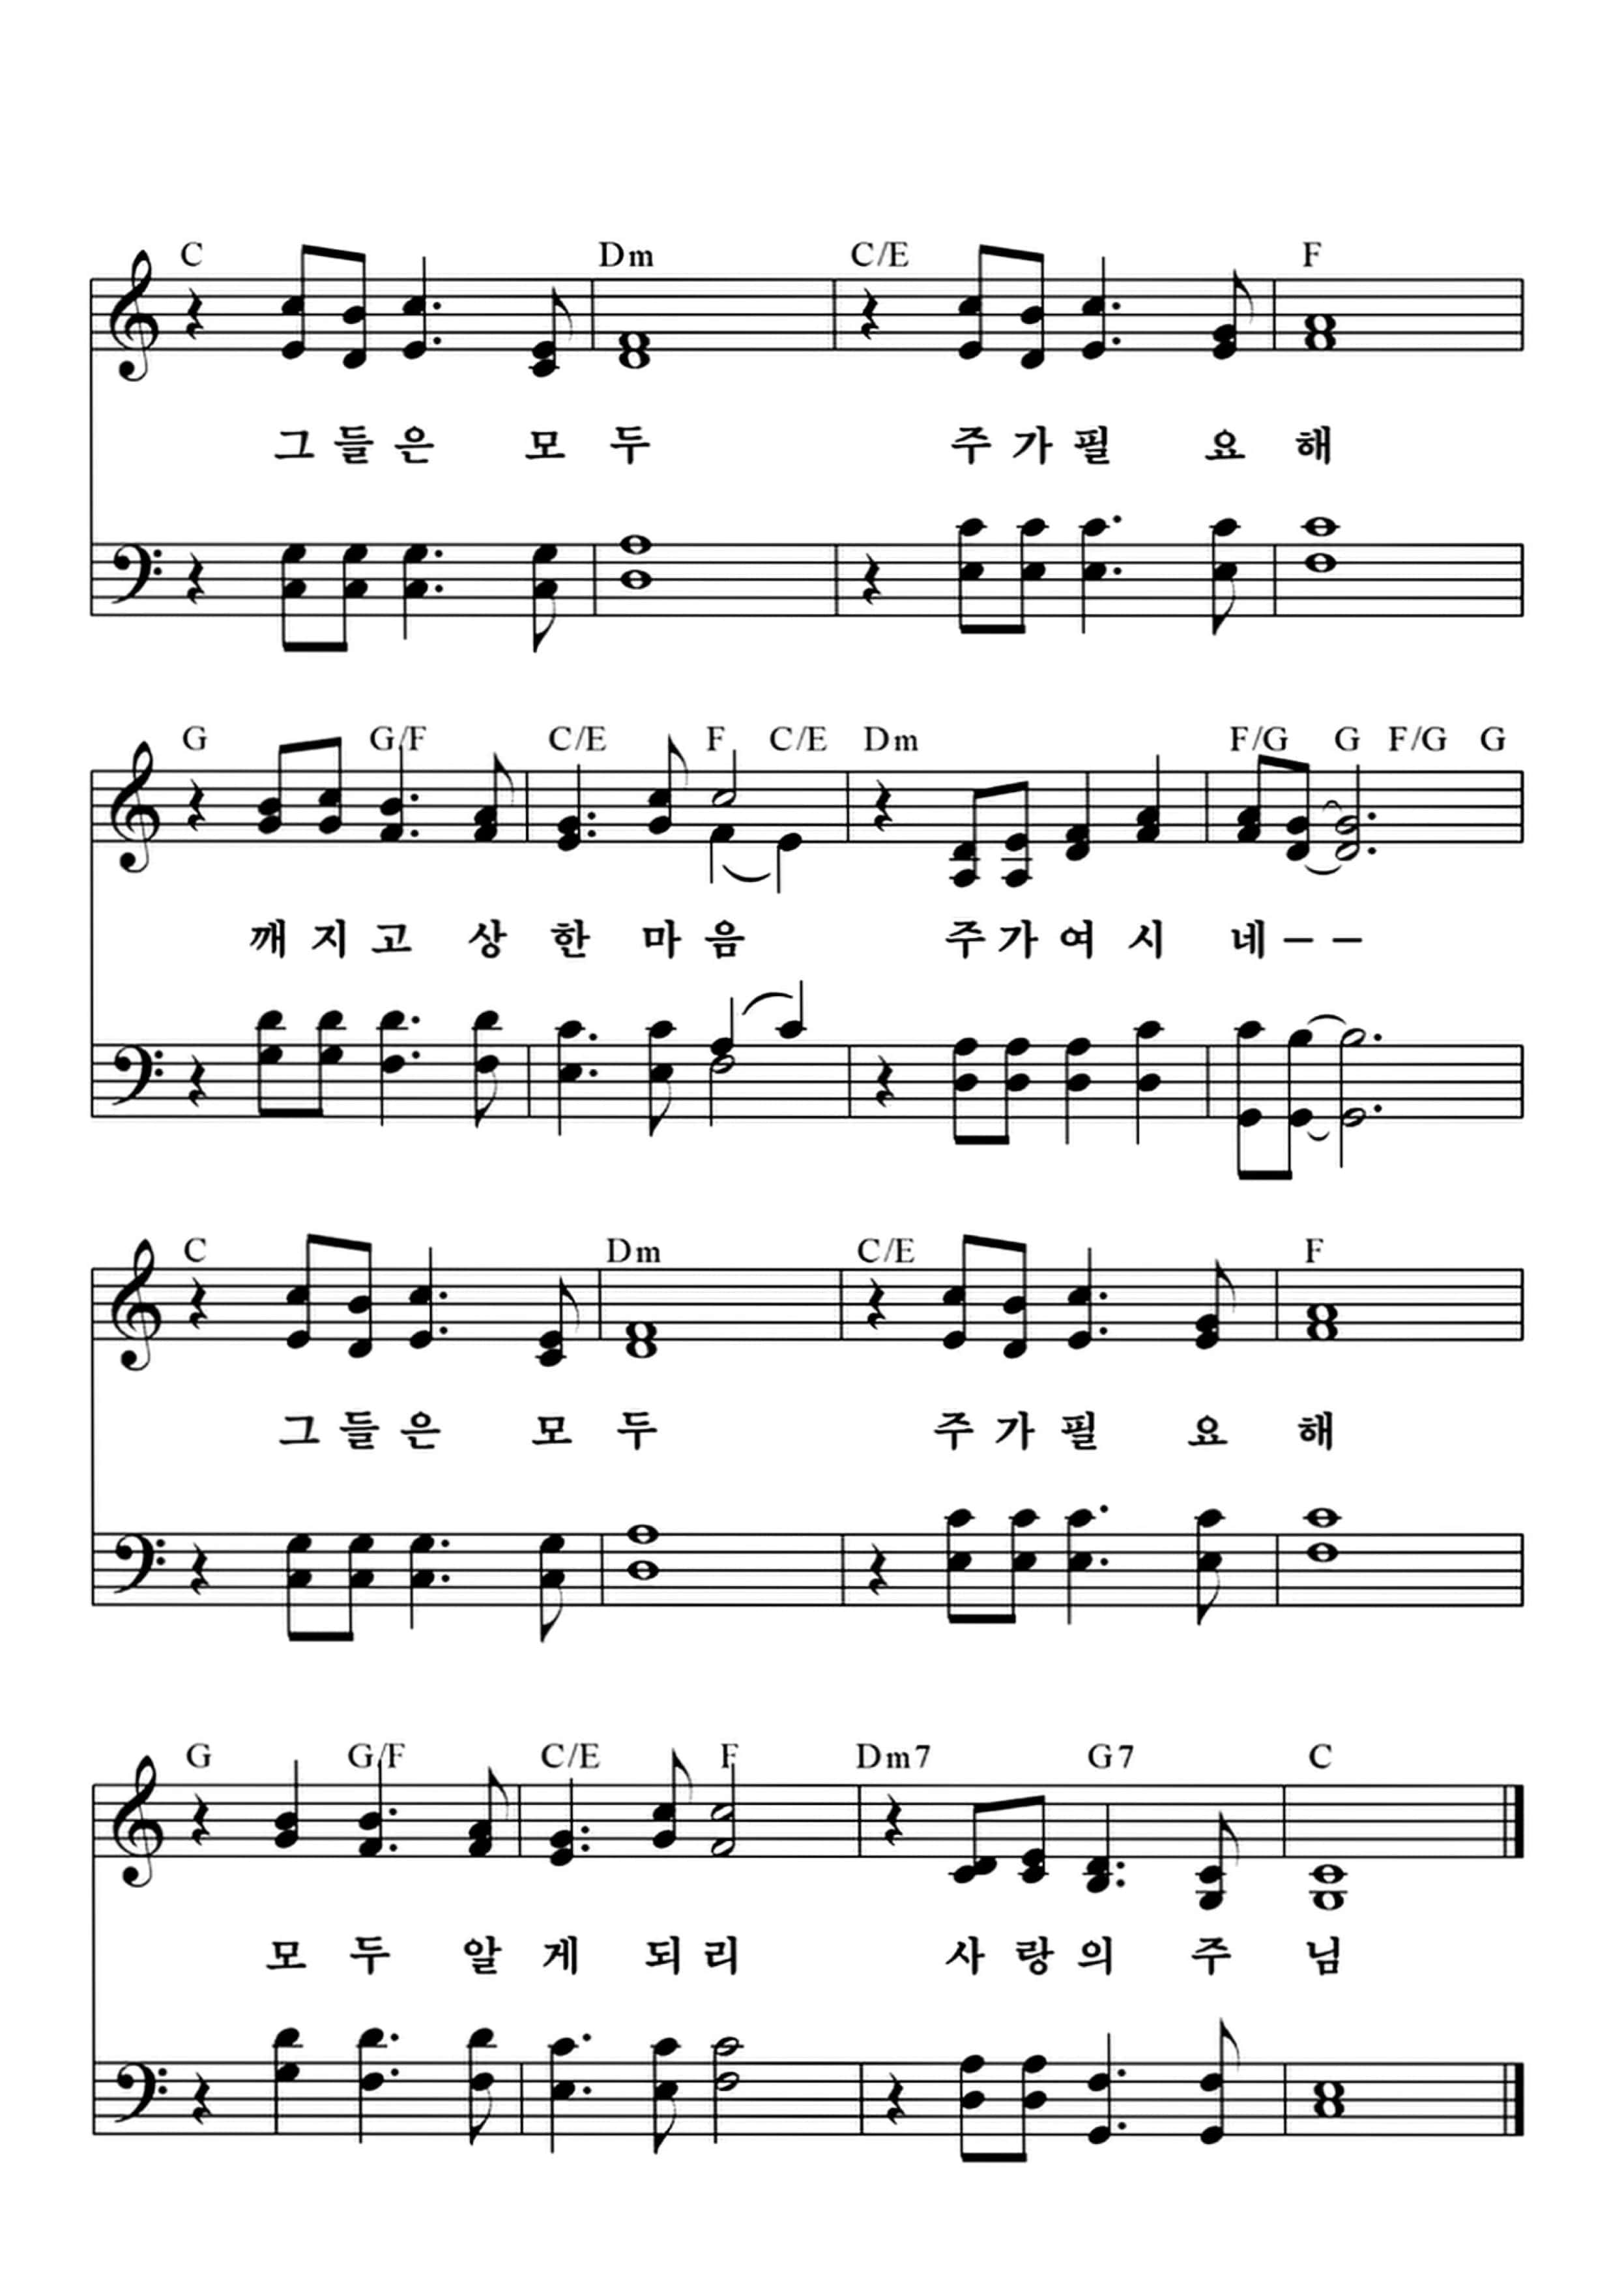 C Dm C/E F
그들은 모두 주가필 요해
G G/F C/E F C/E Dm F/G G F/G G
깨지고 상한 마음 주가여시 네--
C Dm C/E F
그들은 모두 주가필 요해
G G/F C/E F Dm7 G7 C
모두 알게 되리 사랑의 주님